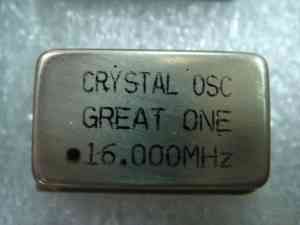 CRYSTAL OSC
GREAT ONE
16.000MHz